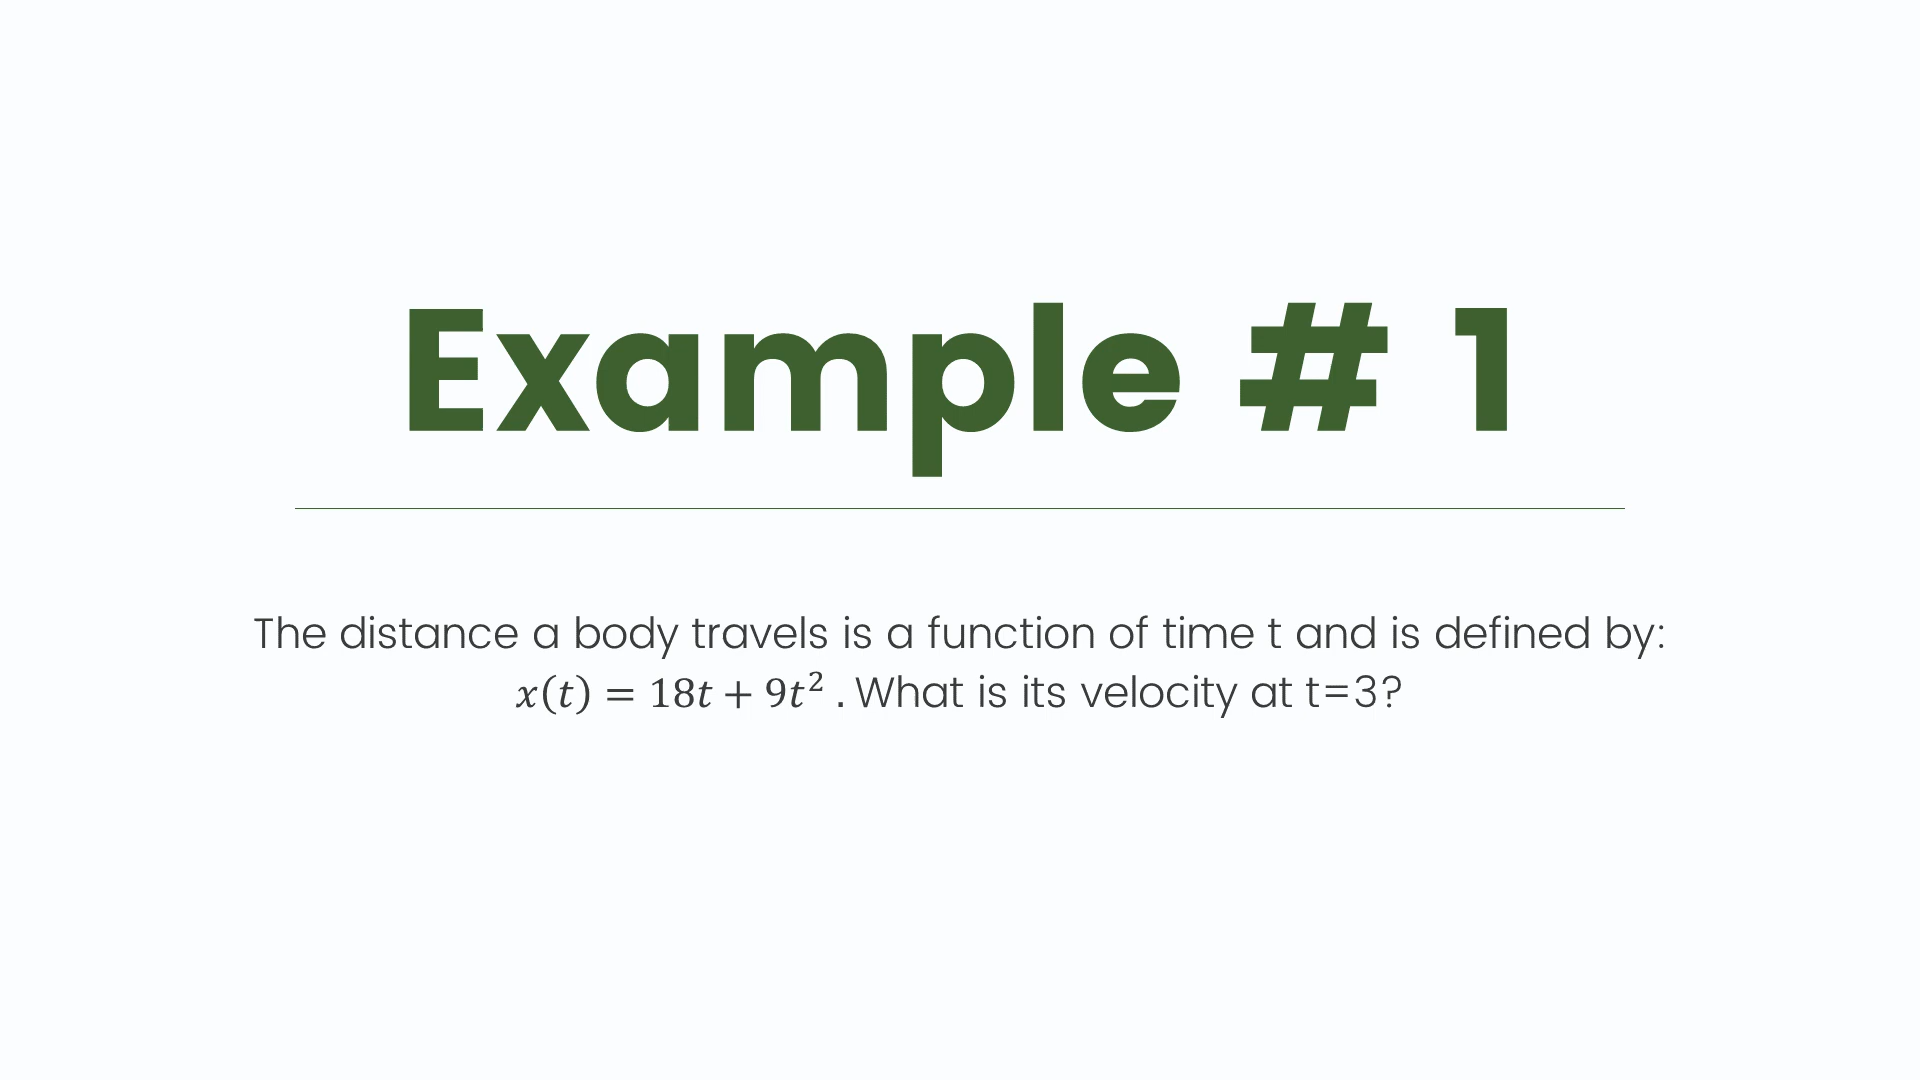 Example # 1
The distance a body travels is a function of time t and is defined by:
x(t) = 18t + 9t² . What is its velocity at t=3?